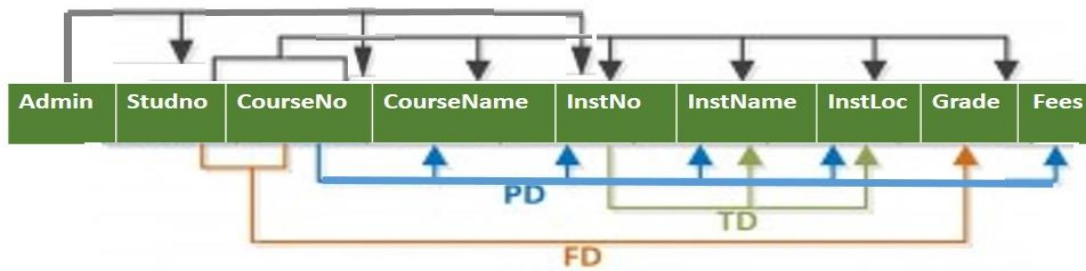 Admin Studno CourseNo CourseName InstNo InstName InstLoc Grade Fees
PD
TD
FD